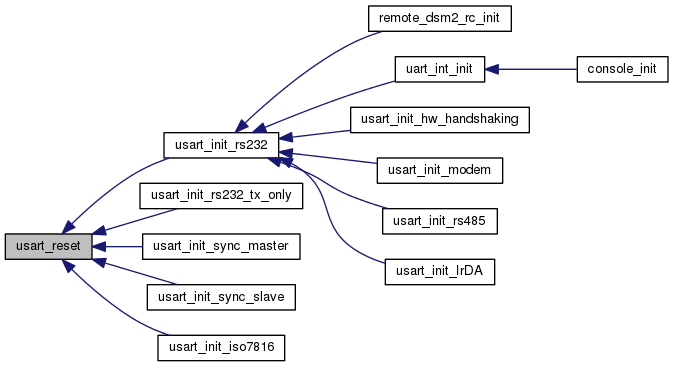 remote_dsm2_rc_init
uart_int_init
console_init
usart_init_hw_handshaking
usart_init_rs232
usart_init_modem
usart_init_rs232_tx_only
usart_init_rs485
usart_reset
usart_init_sync_master
usart_init_IrDA
usart_init_sync_slave
usart_init_iso7816